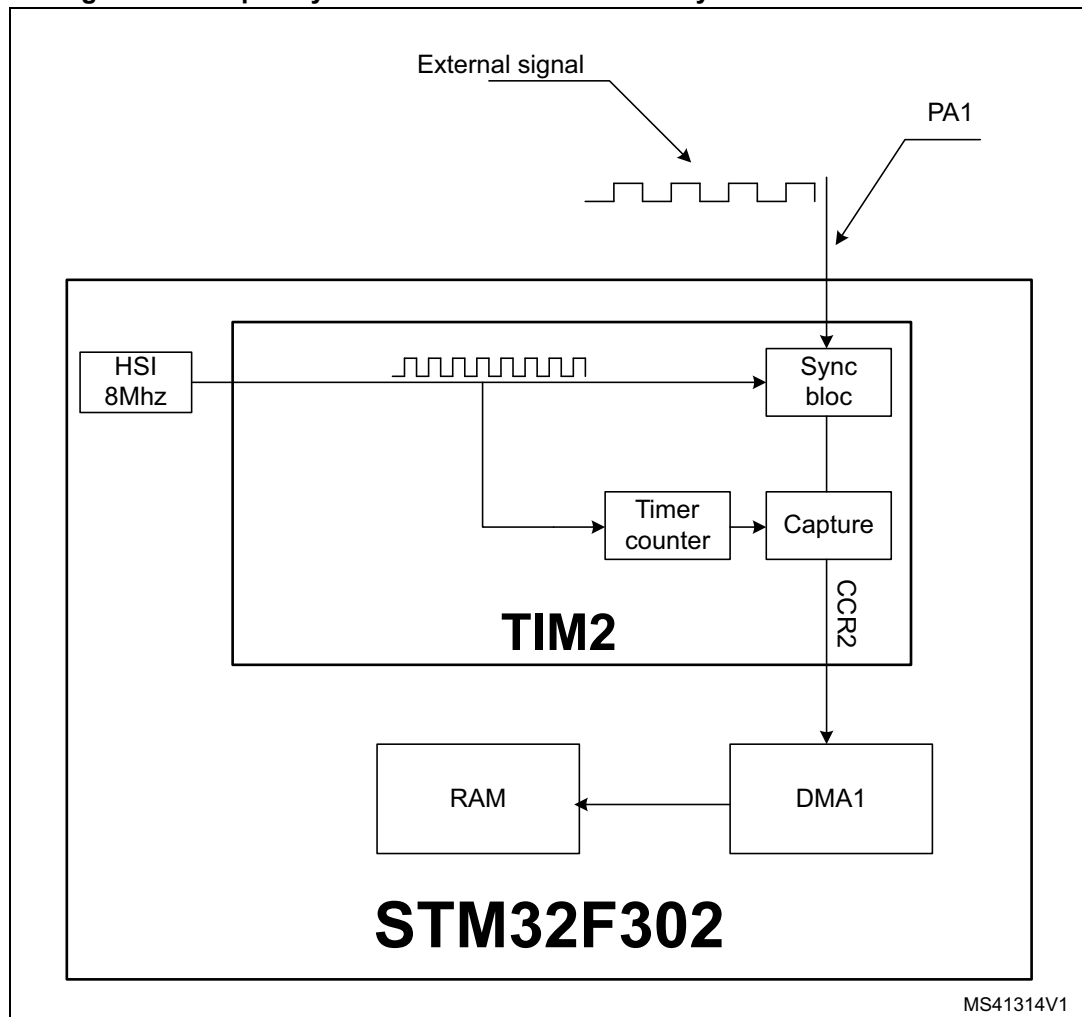 External signal
PA1
HSI
8Mhz
Sync
bloc
Timer
counter
Capture
CCR2
TIM2
RAM
DMA1
STM32F302
MS41314V1